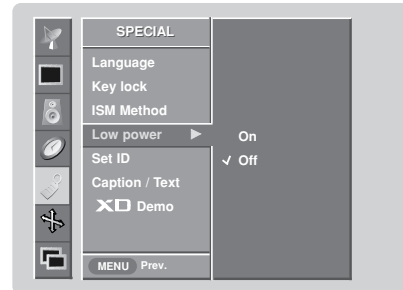 SPECIAL
Language
Key lock
ISM Method
Low power ▶
On
Set ID
✓ Off
Caption / Text
XD Demo
MENU Prev.